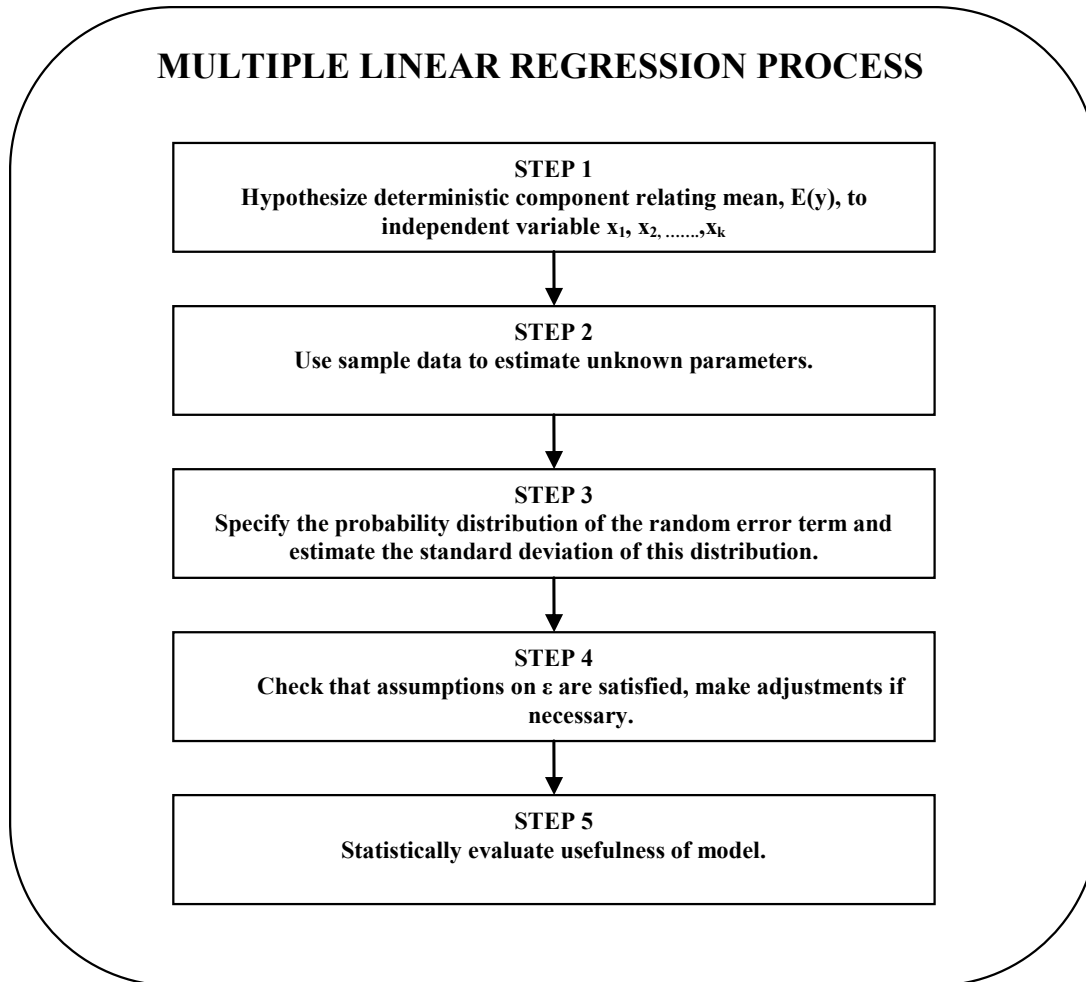 MULTIPLE LINEAR REGRESSION PROCESS
STEP 1
Hypothesize deterministic component relating mean, E(y), to
independent variable x₁, x₂, .......,xₖ
STEP 2
Use sample data to estimate unknown parameters.
STEP 3
Specify the probability distribution of the random error term and
estimate the standard deviation of this distribution.
STEP 4
Check that assumptions on ε are satisfied, make adjustments if
necessary.
STEP 5
Statistically evaluate usefulness of model.